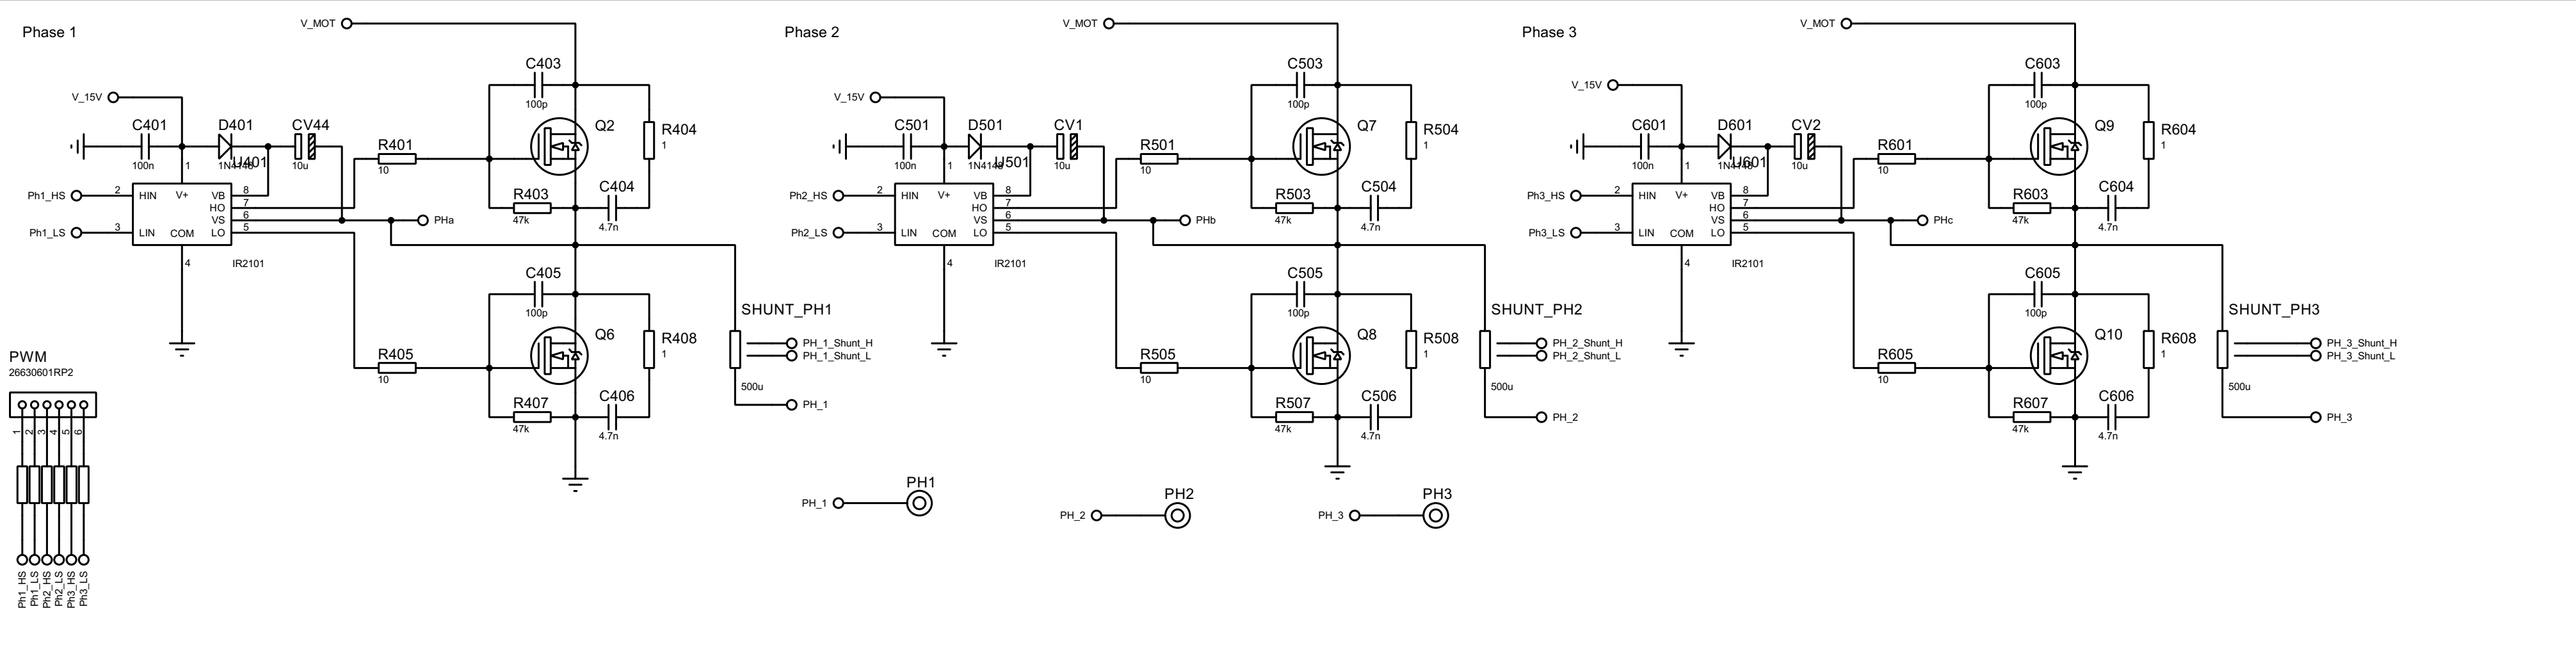 Phase 1
V_MOT
C403
100p
V_15V
C401
100n
D401
1N4148
U401
CV44
10u
R401
10
Q2
R404
1
R403
47k
C404
4.7n
Ph1_HS
2
HIN
V+
1
VB
8
HO
7
VS
6
LO
5
Ph1_LS
3
LIN
COM
4
IR2101
PHa
C405
100p
Q6
R408
1
R405
10
R407
47k
C406
4.7n
SHUNT_PH1
PH_1_Shunt_H
PH_1_Shunt_L
500u
PH_1
PWM
26630601RP2
1 2 3 4 5 6
Ph1_HS
Ph1_LS
Ph2_HS
Ph2_LS
Ph3_HS
Ph3_LS
Phase 2
V_MOT
C503
100p
V_15V
C501
100n
D501
1N4148
U501
CV1
10u
R501
10
Q7
R504
1
R503
47k
C504
4.7n
Ph2_HS
2
HIN
V+
1
VB
8
HO
7
VS
6
LO
5
Ph2_LS
3
LIN
COM
4
IR2101
PHb
C505
100p
Q8
R508
1
R505
10
R507
47k
C506
4.7n
SHUNT_PH2
PH_2_Shunt_H
PH_2_Shunt_L
500u
PH_2
PH_1
PH1
PH_2
PH2
PH_3
PH3
Phase 3
V_MOT
C603
100p
V_15V
C601
100n
D601
1N4148
U601
CV2
10u
R601
10
Q9
R604
1
R603
47k
C604
4.7n
Ph3_HS
2
HIN
V+
1
VB
8
HO
7
VS
6
LO
5
Ph3_LS
3
LIN
COM
4
IR2101
PHc
C605
100p
Q10
R608
1
R605
10
R607
47k
C606
4.7n
SHUNT_PH3
PH_3_Shunt_H
PH_3_Shunt_L
500u
PH_3